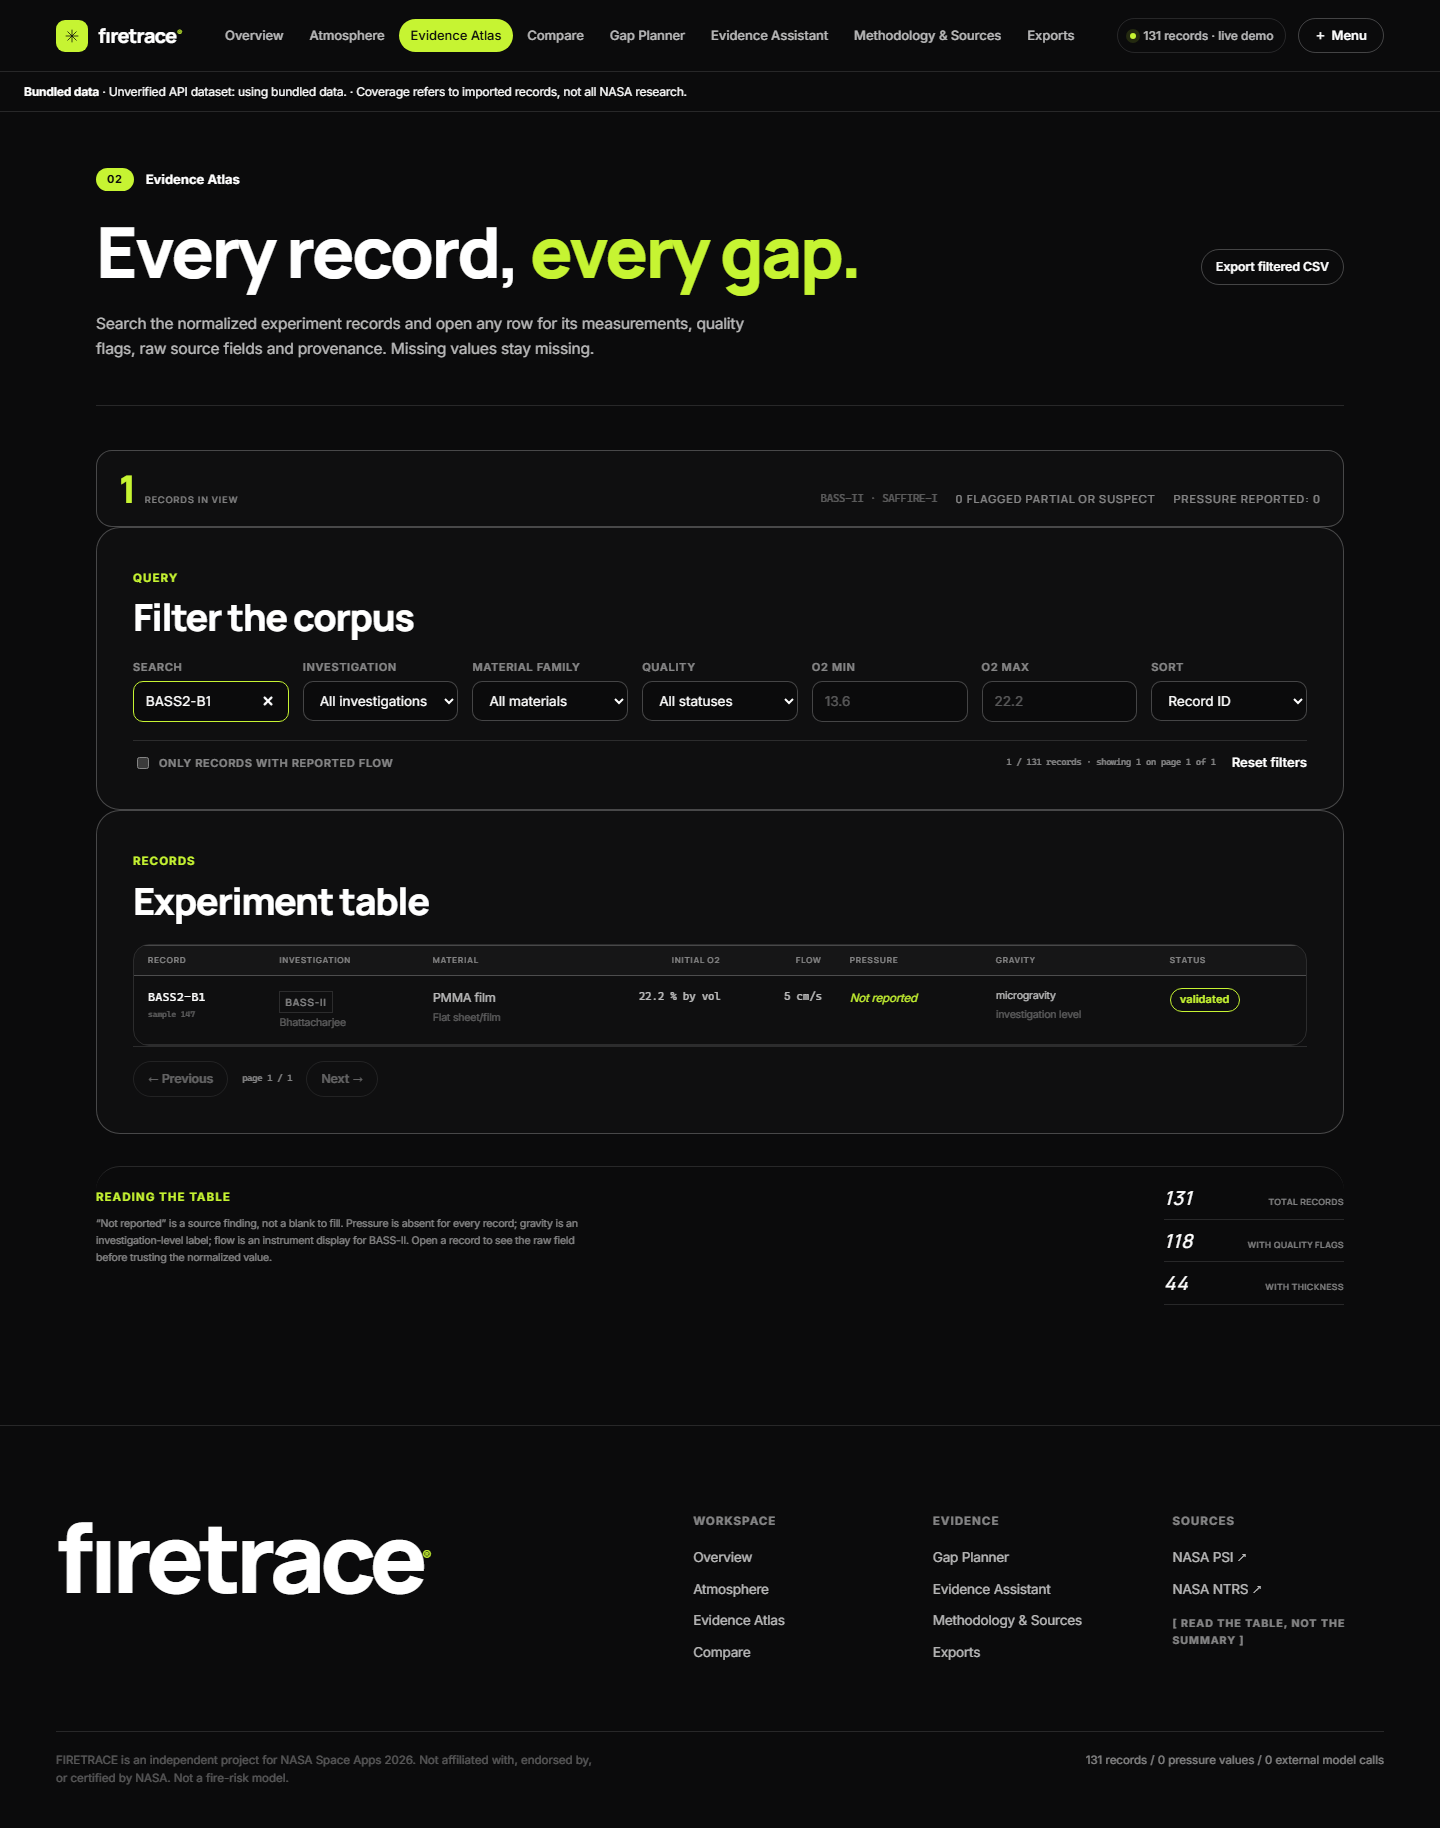 firetrace
Overview
Atmosphere
Evidence Atlas
Compare
Gap Planner
Evidence Assistant
Methodology & Sources
Exports
131 records · live demo
+ Menu
Bundled data · Unverified API dataset: using bundled data. · Coverage refers to imported records, not all NASA research.
02 Evidence Atlas
Every record, every gap.
Export filtered CSV
Search the normalized experiment records and open any row for its measurements, quality
flags, raw source fields and provenance. Missing values stay missing.
1 RECORDS IN VIEW
BASS-II · SAFFIRE-I
0 FLAGGED PARTIAL OR SUSPECT
PRESSURE REPORTED: 0
QUERY
Filter the corpus
SEARCH INVESTIGATION MATERIAL FAMILY QUALITY O2 MIN O2 MAX SORT
BASS2-B1 ✕ All investigations All materials All statuses 13.6 22.2 Record ID
ONLY RECORDS WITH REPORTED FLOW
1 / 131 records · showing 1 on page 1 of 1
Reset filters
RECORDS
Experiment table
RECORD INVESTIGATION MATERIAL INITIAL O2 FLOW PRESSURE GRAVITY STATUS
BASS2-B1 BASS-II PMMA film 22.2 % by vol 5 cm/s Not reported microgravity validated
sample 147 Bhattacharjee Flat sheet/film investigation level
← Previous page 1 / 1 Next →
READING THE TABLE
"Not reported" is a source finding, not a blank to fill. Pressure is absent for every record; gravity is an
investigation-level label; flow is an instrument display for BASS-II. Open a record to see the raw field
before trusting the normalized value.
131 TOTAL RECORDS
118 WITH QUALITY FLAGS
44 WITH THICKNESS
firetrace
WORKSPACE
Overview
Atmosphere
Evidence Atlas
Compare
EVIDENCE
Gap Planner
Evidence Assistant
Methodology & Sources
Exports
SOURCES
NASA PSI ↗
NASA NTRS ↗
[ READ THE TABLE, NOT THE
SUMMARY ]
FIRETRACE is an independent project for NASA Space Apps 2026. Not affiliated with, endorsed by,
or certified by NASA. Not a fire-risk model.
131 records / 0 pressure values / 0 external model calls